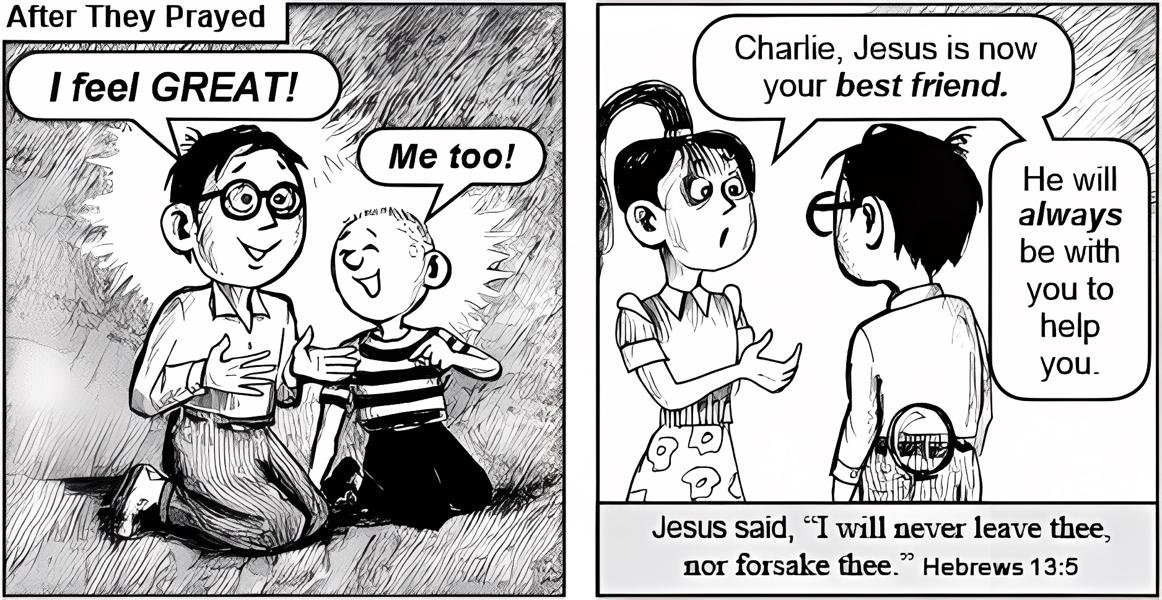 After They Prayed
I feel GREAT!
Me too!
Charlie, Jesus is now
your best friend.
He will
always
be with
you to
help
you.
Jesus said, “I will never leave thee,
nor forsake thee.” Hebrews 13:5